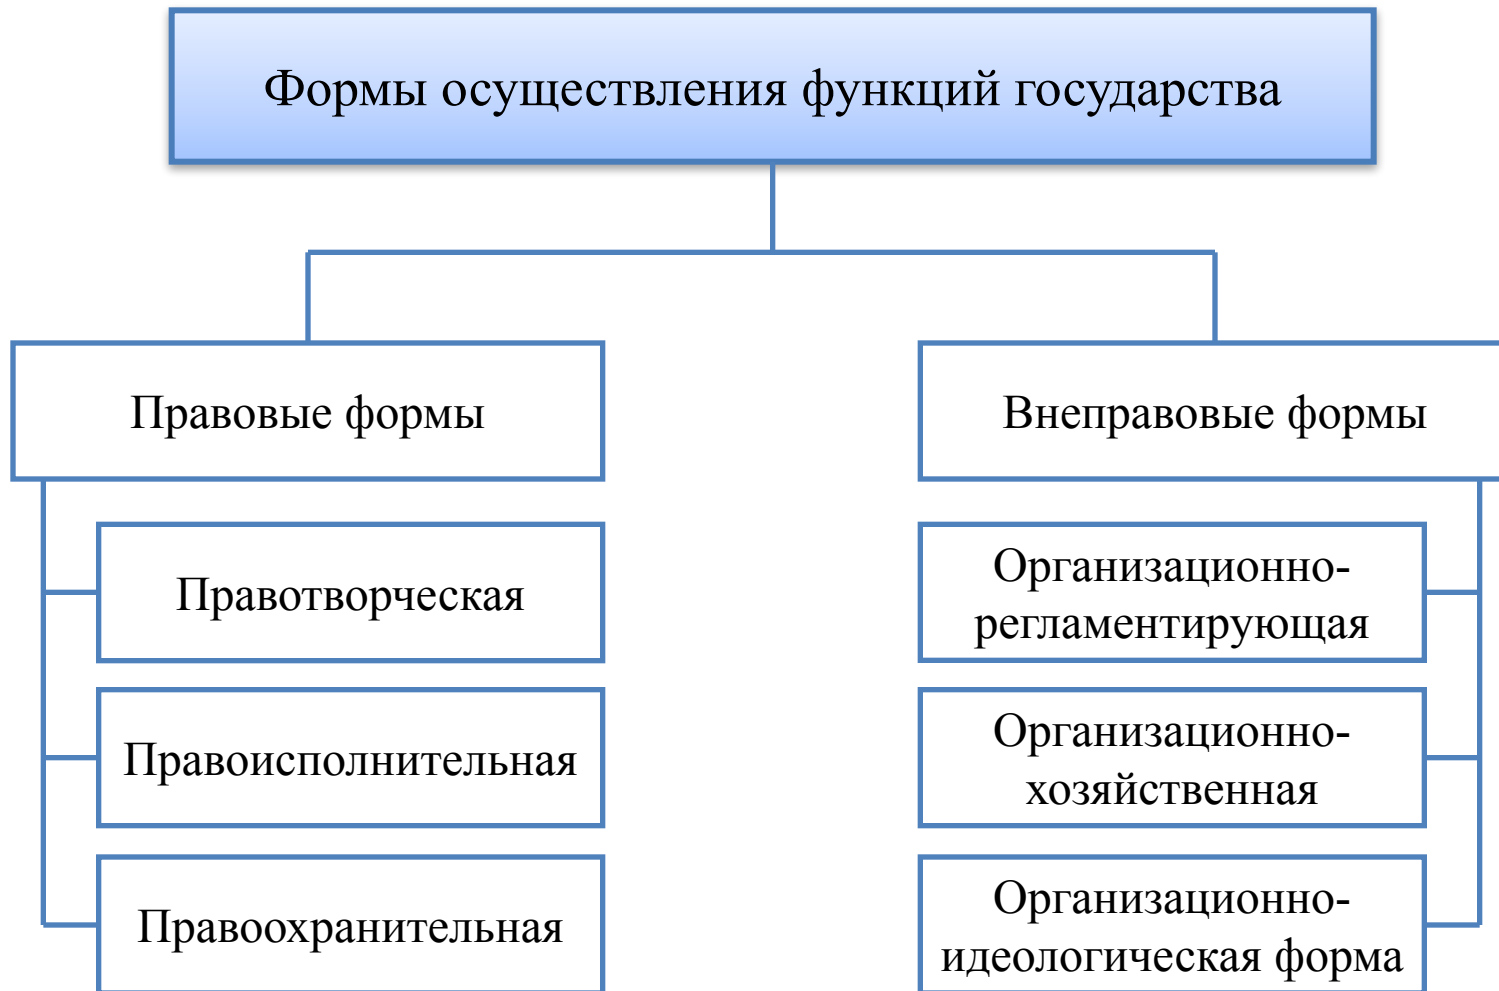 Формы осуществления функций государства
Правовые формы
Правотворческая
Правоисполнительная
Правоохранительная
Внеправовые формы
Организационно-
регламентирующая
Организационно-
хозяйственная
Организационно-
идеологическая форма